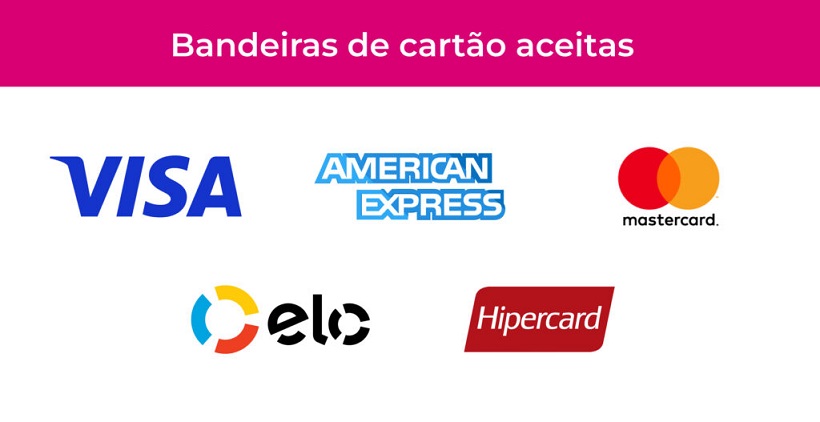 Bandeiras de cartão aceitas
VISA
AMERICAN
EXPRESS
mastercard.
elo
Hipercard